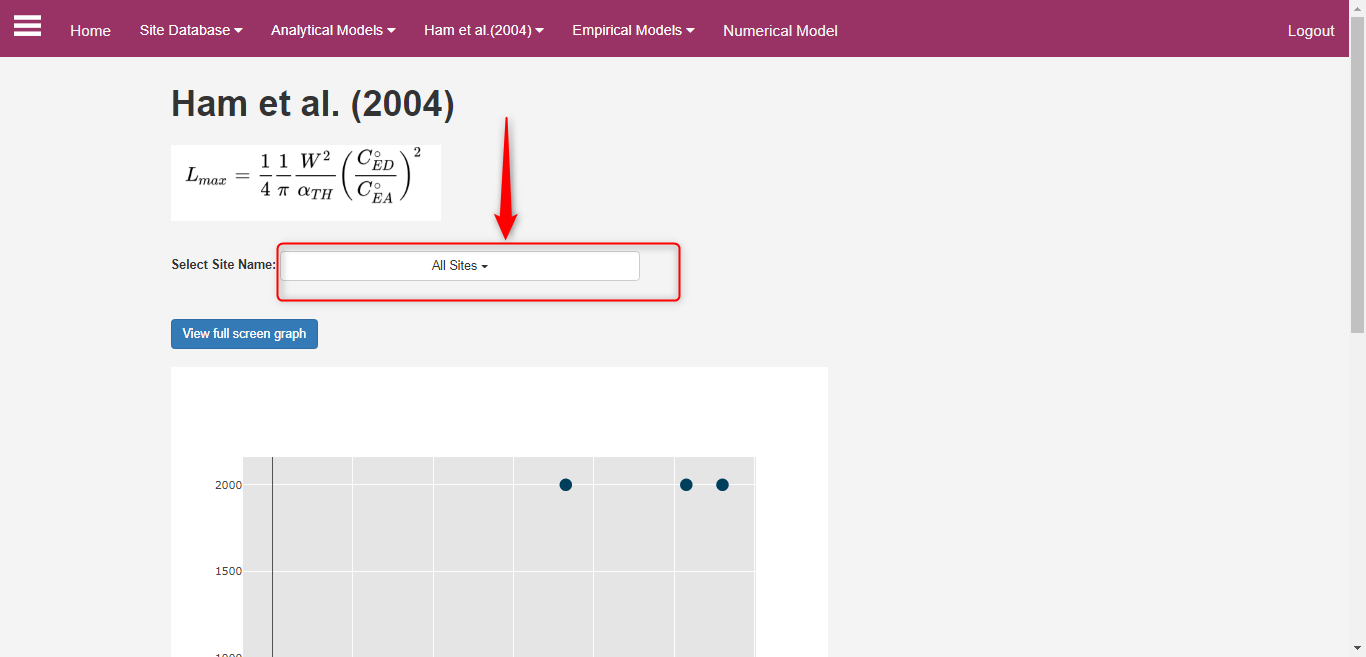 Home Site Database Analytical Models Ham et al.(2004) Empirical Models Numerical Model Logout
Ham et al. (2004)
L_{max} = \frac{1}{4} \frac{1}{\pi} \frac{W^2}{\alpha_{TH}} \left( \frac{C^{\circ}_{ED}}{C^{\circ}_{EA}} \right)^2
Select Site Name: All Sites
View full screen graph
2000
1500
1000